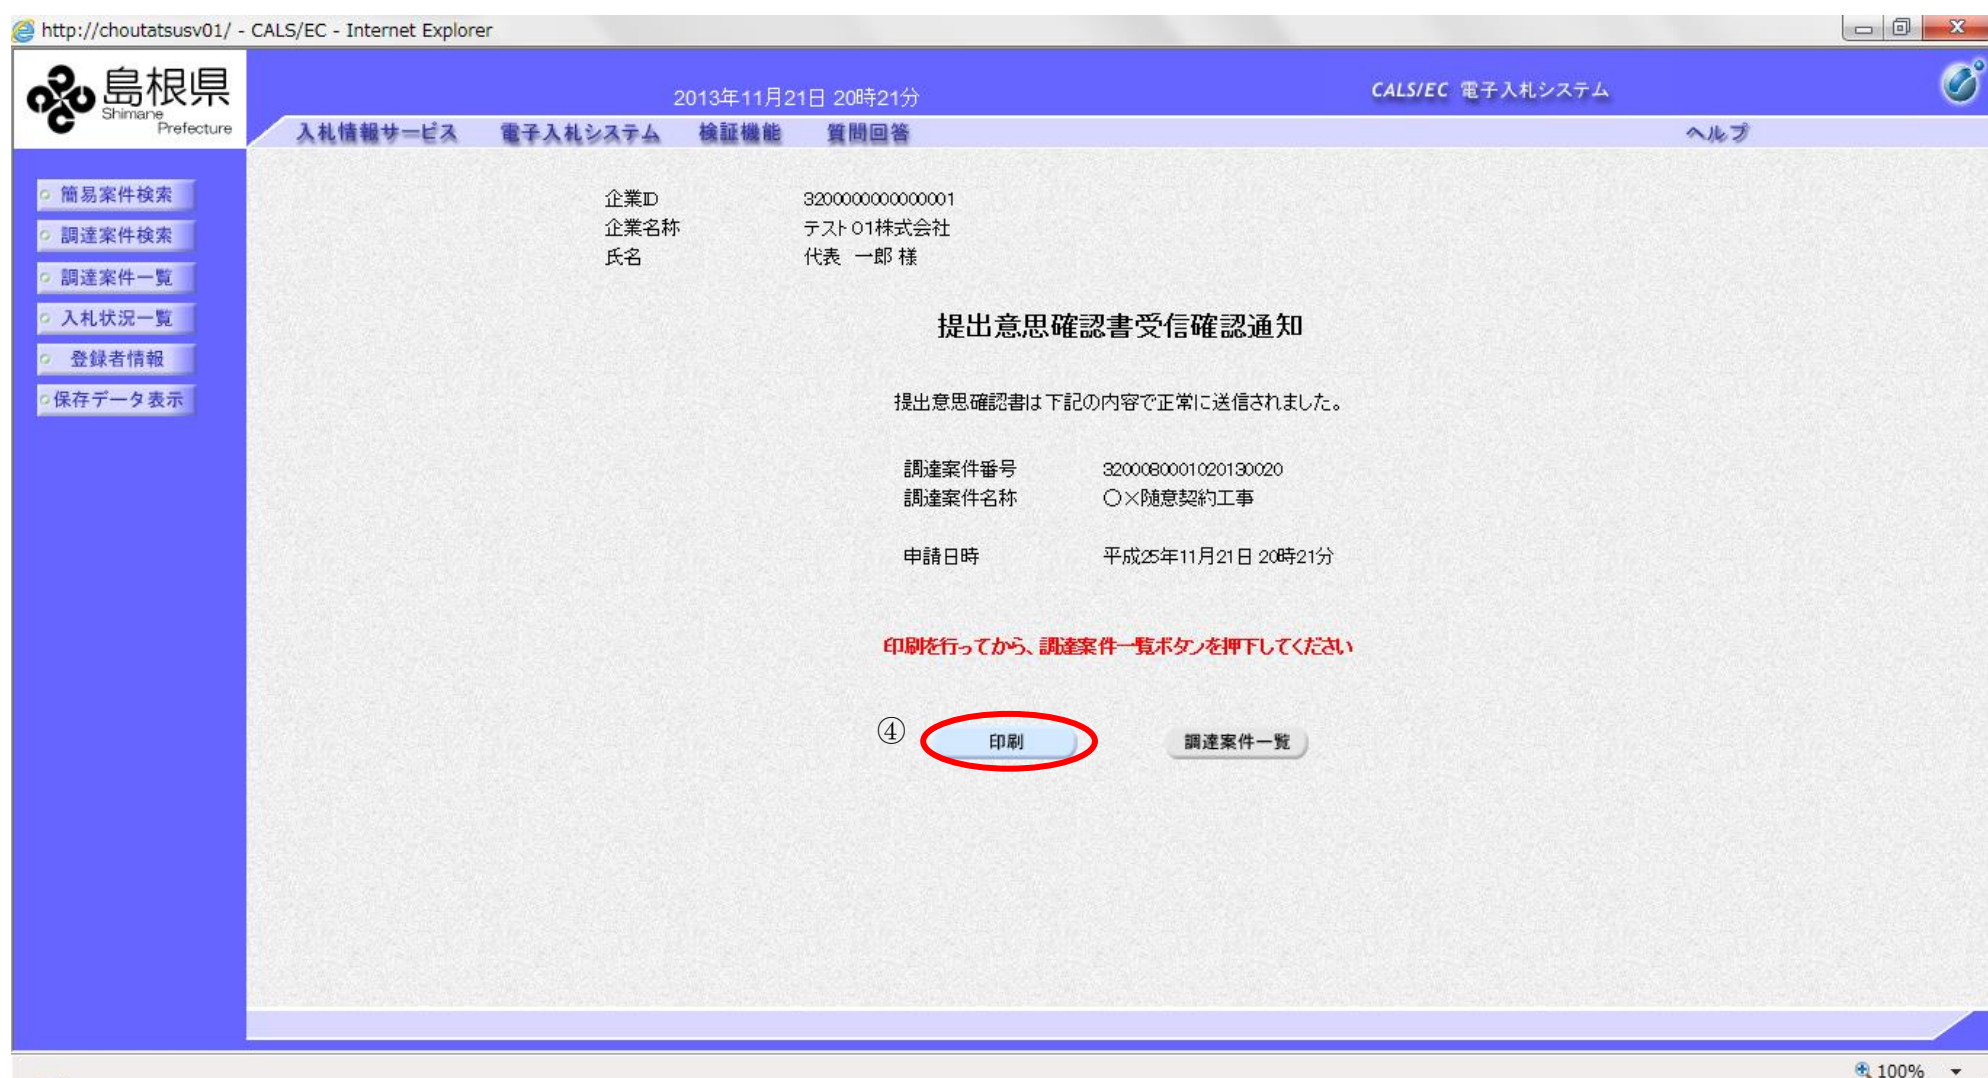 http://choutatsusv01/ - CALS/EC - Internet Explorer
島根県
Shimane
Prefecture
2013年11月21日 20時21分
CALS/EC 電子入札システム
入札情報サービス 電子入札システム 検証機能 質問回答 ヘルプ
簡易案件検索
調達案件検索
調達案件一覧
入札状況一覧
登録者情報
保存データ表示
企業ID 3200000000000001
企業名称 テスト01株式会社
氏名 代表 一郎 様
提出意思確認書受信確認通知
提出意思確認書は下記の内容で正常に送信されました。
調達案件番号 3200080001020130020
調達案件名称 ○×随意契約工事
申請日時 平成25年11月21日 20時21分
印刷を行ってから、調達案件一覧ボタンを押下してください
④ 印刷 調達案件一覧
100%